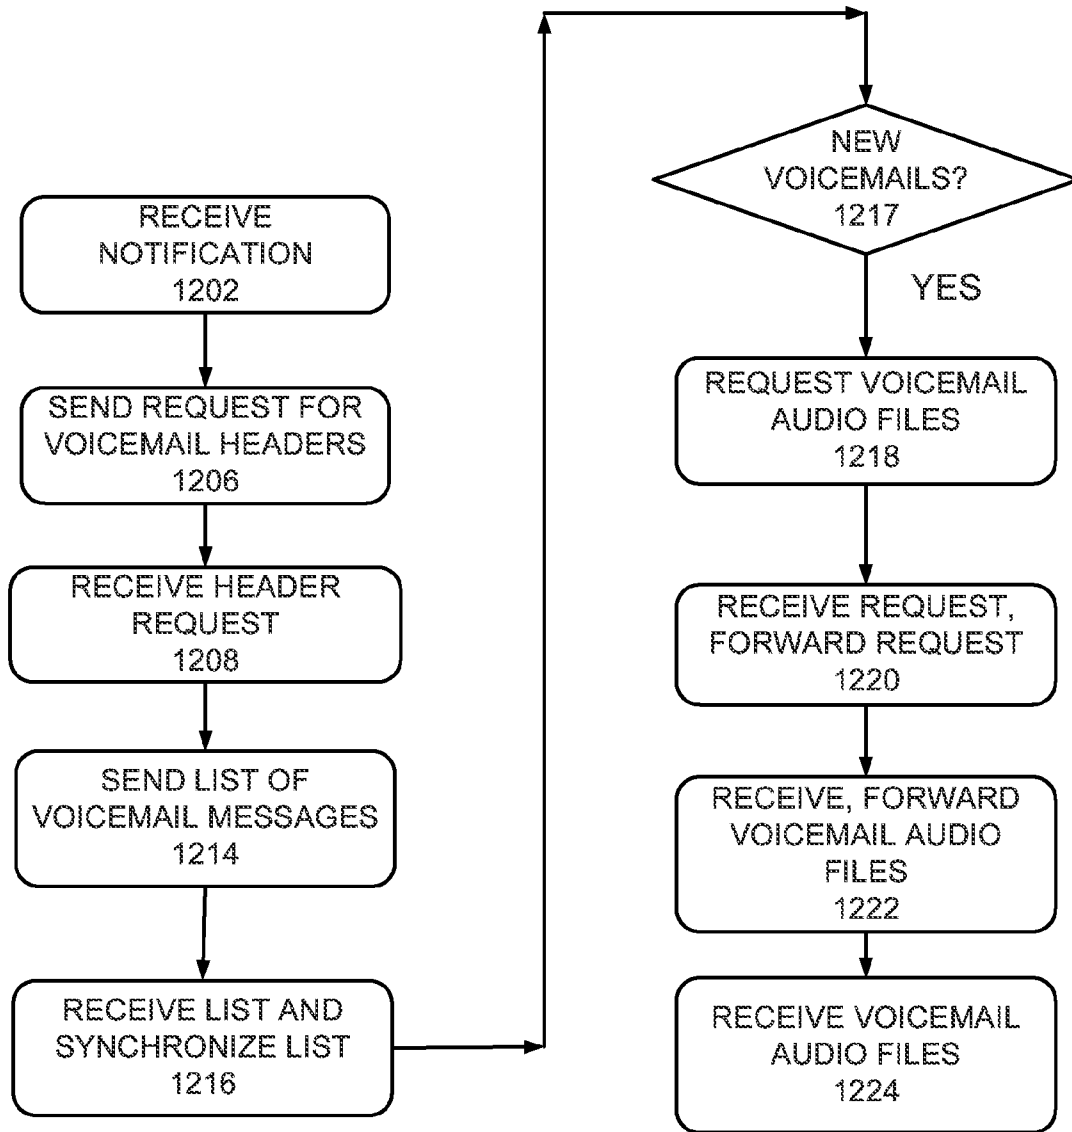 RECEIVE
NOTIFICATION
1202
SEND REQUEST FOR
VOICEMAIL HEADERS
1206
RECEIVE HEADER
REQUEST
1208
SEND LIST OF
VOICEMAIL MESSAGES
1214
RECEIVE LIST AND
SYNCHRONIZE LIST
1216
NEW
VOICEMAILS?
1217
YES
REQUEST VOICEMAIL
AUDIO FILES
1218
RECEIVE REQUEST,
FORWARD REQUEST
1220
RECEIVE, FORWARD
VOICEMAIL AUDIO
FILES
1222
RECEIVE VOICEMAIL
AUDIO FILES
1224